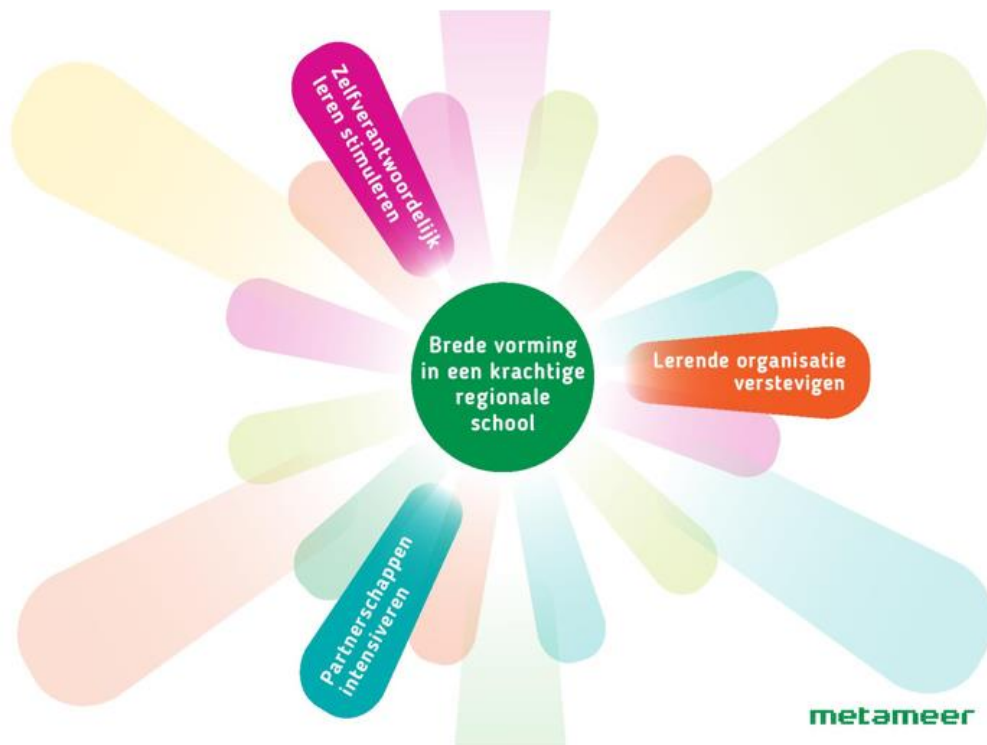 Zelfverantwoordelijk
leren stimuleren
Brede vorming
in een krachtige
regionale
school
Lerende organisatie
verstevigen
Partnerschappen
intensiveren
metameer